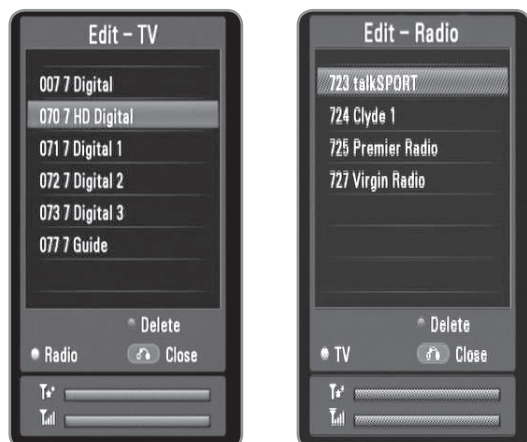 Edit – TV
007 7 Digital
070 7 HD Digital
071 7 Digital 1
072 7 Digital 2
073 7 Digital 3
077 7 Guide
Delete
Radio
Close
Edit – Radio
723 talkSPORT
724 Clyde 1
725 Premier Radio
727 Virgin Radio
Delete
TV
Close